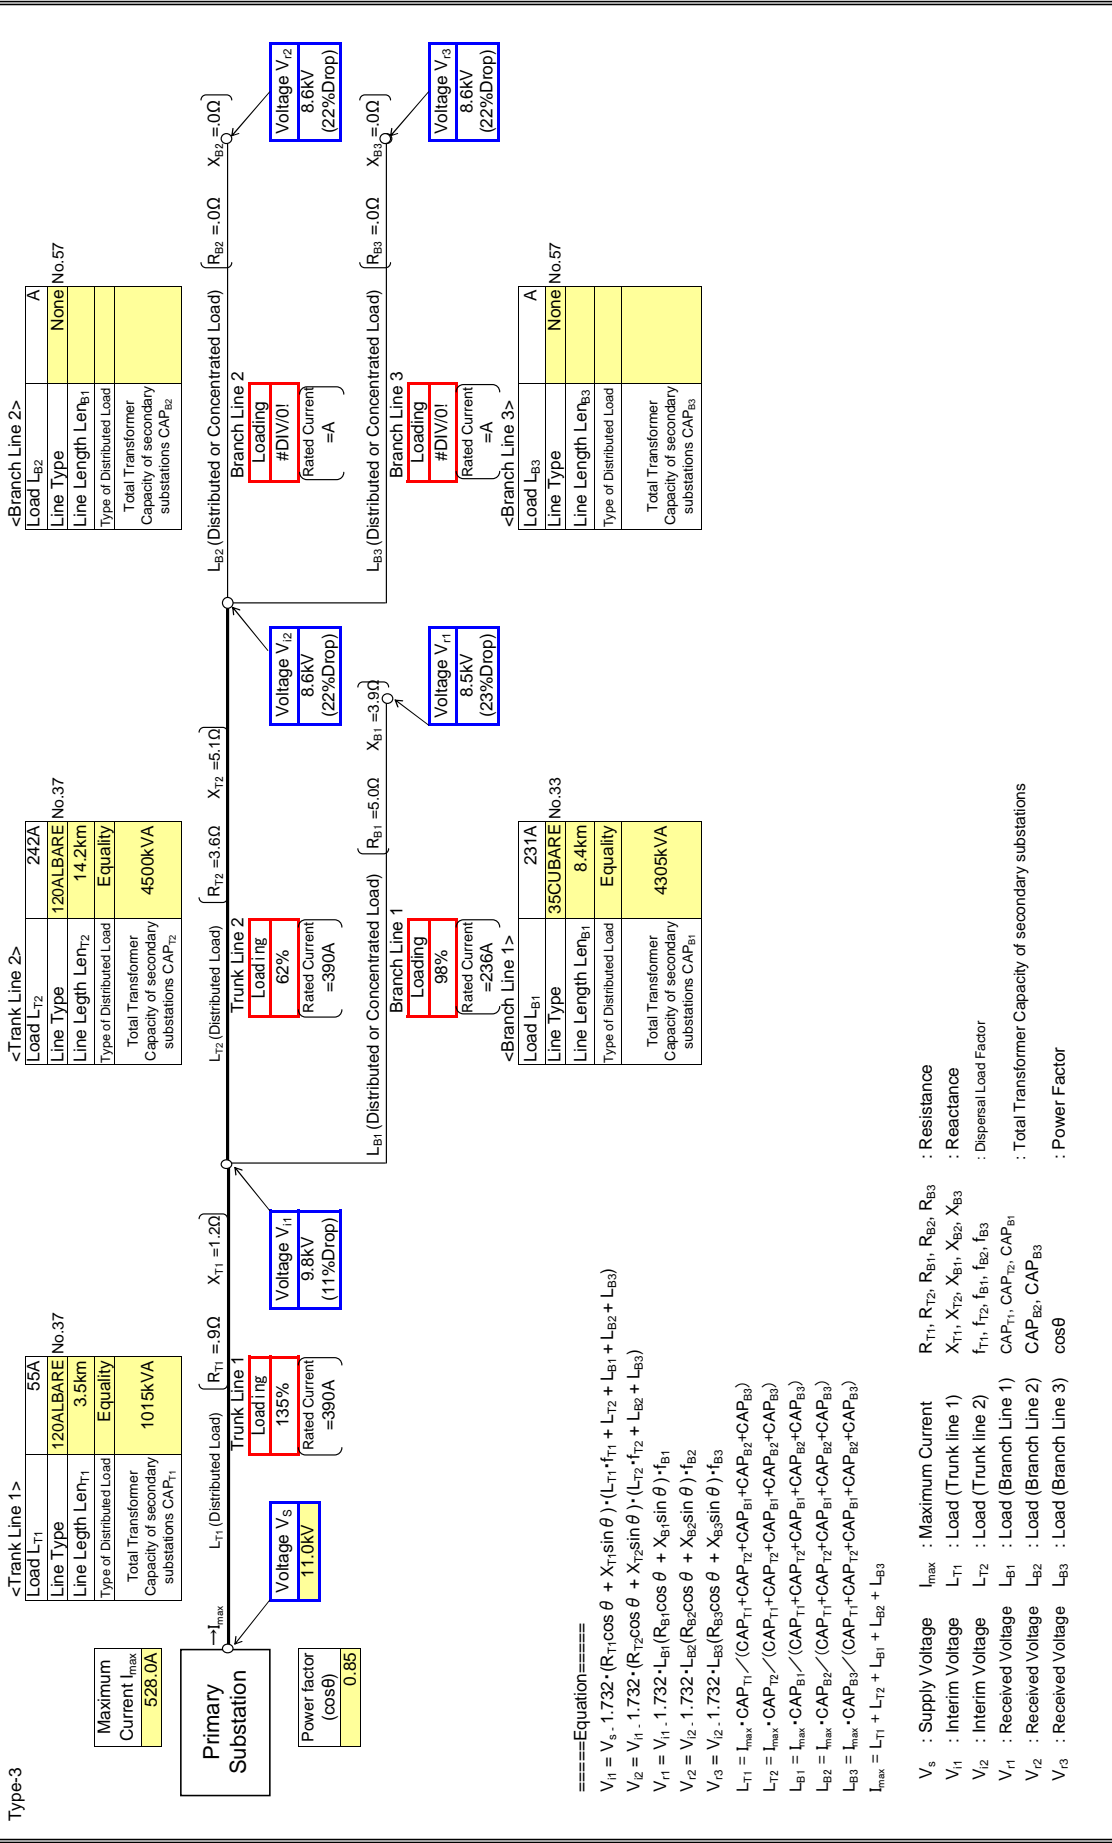 Type-3
Maximum
Current Imax
528.0A
Primary
Substation
Power factor
(cosθ)
0.85
→Imax
Voltage VS
11.0kV
<Trank Line 1>
Load LT1 55A
Line Type 120ALBARE No.37
Line Legth LenT1 3.5km
Type of Distributed Load Equality
Total Transformer
Capacity of secondary
substations CAPT1
1015kVA
LT1 (Distributed Load)
RT1 =.9Ω XT1 =1.2Ω
Trunk Line 1
Loading
135%
Rated Current
=390A
Voltage Vi1
9.8kV
(11%Drop)
<Trank Line 2>
Load LT2 242A
Line Type 120ALBARE No.37
Line Length LenT2 14.2km
Type of Distributed Load Equality
Total Transformer
Capacity of secondary
substations CAPT2
4500kVA
LT2 (Distributed Load)
RT2 =3.6Ω XT2 =5.1Ω
Trunk Line 2
Loading
62%
Rated Current
=390A
Voltage Vi2
8.6kV
(22%Drop)
LB1 (Distributed or Concentrated Load)
RB1 =5.0Ω XB1 =3.9Ω
Branch Line 1
Loading
98%
Rated Current
=236A
Voltage Vr1
8.5kV
(23%Drop)
<Branch Line 1>
Load LB1 231A
Line Type 35CUBARE No.33
Line Length LenB1 8.4km
Type of Distributed Load Equality
Total Transformer
Capacity of secondary
substations CAPB1
4305kVA
<Branch Line 2>
Load LB2 A
Line Type None No.57
Line Length LenB1
Type of Distributed Load
Total Transformer
Capacity of secondary
substations CAPB2
LB2 (Distributed or Concentrated Load)
RB2 =.0Ω XB2 =.0Ω
Branch Line 2
Loading
#DIV/0!
Rated Current
=A
Voltage Vr2
8.6kV
(22%Drop)
LB3 (Distributed or Concentrated Load)
RB3 =.0Ω XB3 =.0Ω
Branch Line 3
Loading
#DIV/0!
Rated Current
=A
Voltage Vr3
8.6kV
(22%Drop)
<Branch Line 3>
Load LB3 A
Line Type None No.57
Line Length LenB3
Type of Distributed Load
Total Transformer
Capacity of secondary
substations CAPB3
=====Equation=====
Vi1 = Vs - 1.732・(RT1cos θ + XT1sin θ)・(LT1・fT1 + LT2 + LB1 + LB2 + LB3)
Vi2 = Vi1 - 1.732・(RT2cos θ + XT2sin θ)・(LT2・fT2 + LB2 + LB3)
Vr1 = Vi1 - 1.732・LB1(RB1cos θ + XB1sin θ)・fB1
Vr2 = Vi2 - 1.732・LB2(RB2cos θ + XB2sin θ)・fB2
Vr3 = Vi2 - 1.732・LB3(RB3cos θ + XB3sin θ)・fB3
LT1 = Imax・CAPT1／(CAPT1+CAPT2+CAPB1+CAPB2+CAPB3)
LT2 = Imax・CAPT2／(CAPT1+CAPT2+CAPB1+CAPB2+CAPB3)
LB1 = Imax・CAPB1／(CAPT1+CAPT2+CAPB1+CAPB2+CAPB3)
LB2 = Imax・CAPB2／(CAPT1+CAPT2+CAPB1+CAPB2+CAPB3)
LB3 = Imax・CAPB3／(CAPT1+CAPT2+CAPB1+CAPB2+CAPB3)
Imax = LT1 + LT2 + LB1 + LB2 + LB3
Vs : Supply Voltage Imax : Maximum Current RT1, RT2, RB1, RB2, RB3 : Resistance
Vi1 : Interim Voltage LT1 : Load (Trunk line 1) XT1, XT2, XB1, XB2, XB3 : Reactance
Vi2 : Interim Voltage LT2 : Load (Trunk line 2) fT1, fT2, fB1, fB2, fB3 : Dispersal Load Factor
Vr1 : Received Voltage LB1 : Load (Branch Line 1) CAPT1, CAPT2, CAPB1
Vr2 : Received Voltage LB2 : Load (Branch Line 2) CAPB2, CAPB3 : Total Transformer Capacity of secondary substations
Vr3 : Received Voltage LB3 : Load (Branch Line 3) cosθ : Power Factor